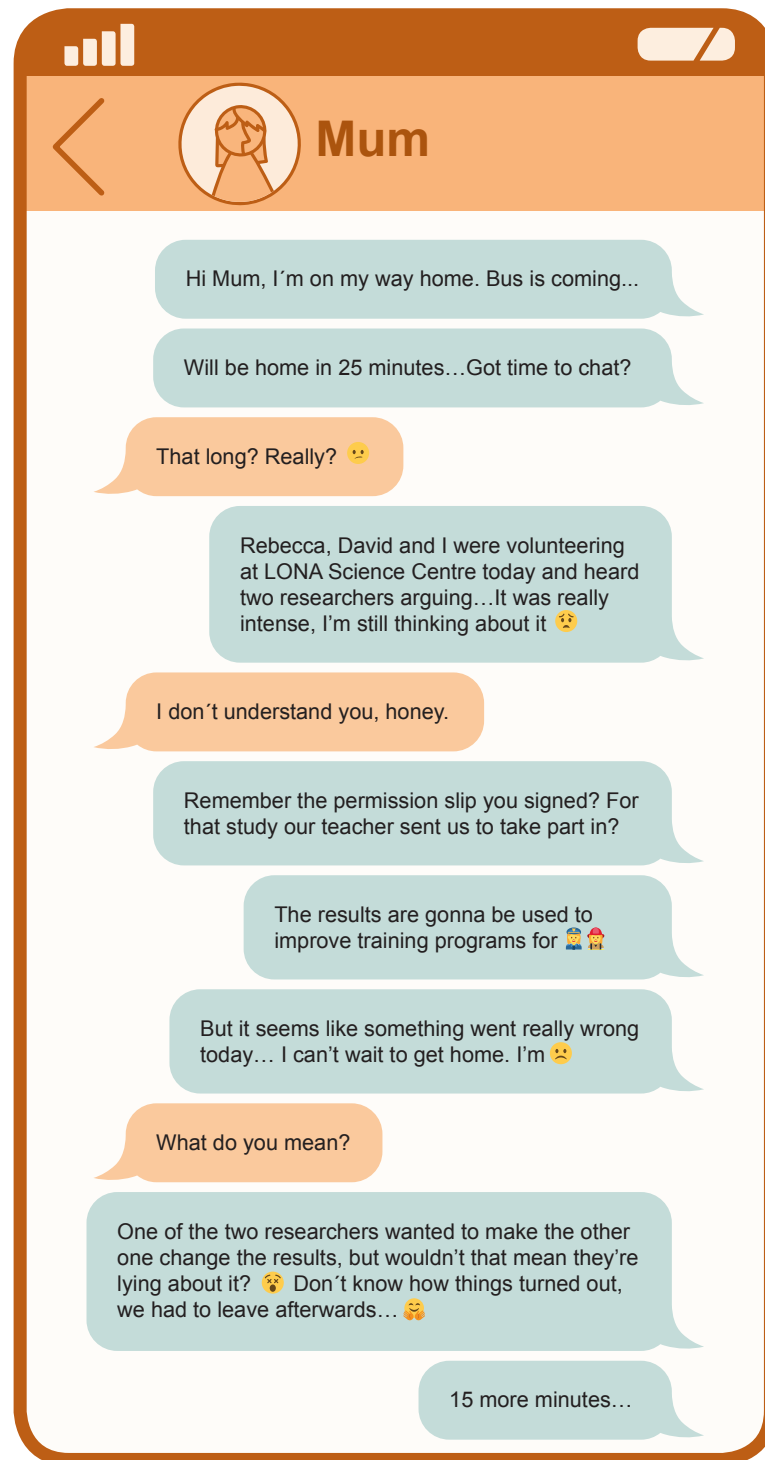 Mum
Hi Mum, I´m on my way home. Bus is coming...
Will be home in 25 minutes…Got time to chat?
That long? Really? 😕
Rebecca, David and I were volunteering
at LONA Science Centre today and heard
two researchers arguing…It was really
intense, I’m still thinking about it 😟
I don´t understand you, honey.
Remember the permission slip you signed? For
that study our teacher sent us to take part in?
The results are gonna be used to
improve training programs for 👮👩‍🚒
But it seems like something went really wrong
today… I can’t wait to get home. I’m 🙁
What do you mean?
One of the two researchers wanted to make the other
one change the results, but wouldn’t that mean they’re
lying about it? 😵 Don´t know how things turned out,
we had to leave afterwards… 🤗
15 more minutes…